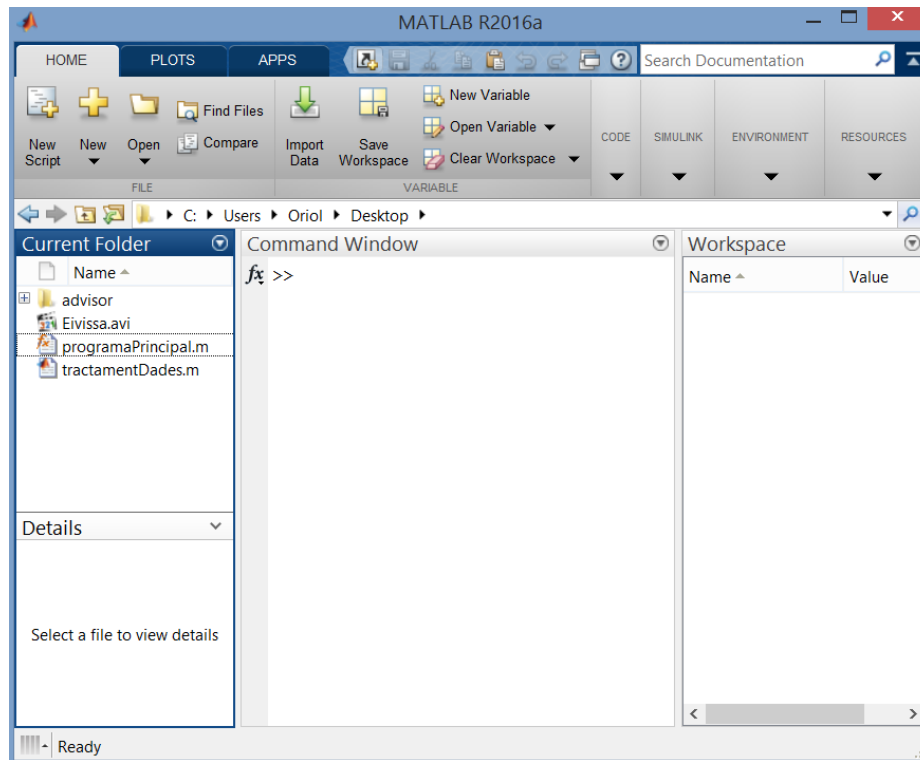 MATLAB R2016a
HOME PLOTS APPS Search Documentation
New Script
New
Open
Find Files
Compare
FILE
Import Data
Save Workspace
New Variable
Open Variable
Clear Workspace
VARIABLE
CODE
SIMULINK
ENVIRONMENT
RESOURCES
C: Users Oriol Desktop
Current Folder
Name
advisor
Eivissa.avi
programaPrincipal.m
tractamentDades.m
Details
Select a file to view details
Command Window
fx >>
Workspace
Name Value
Ready